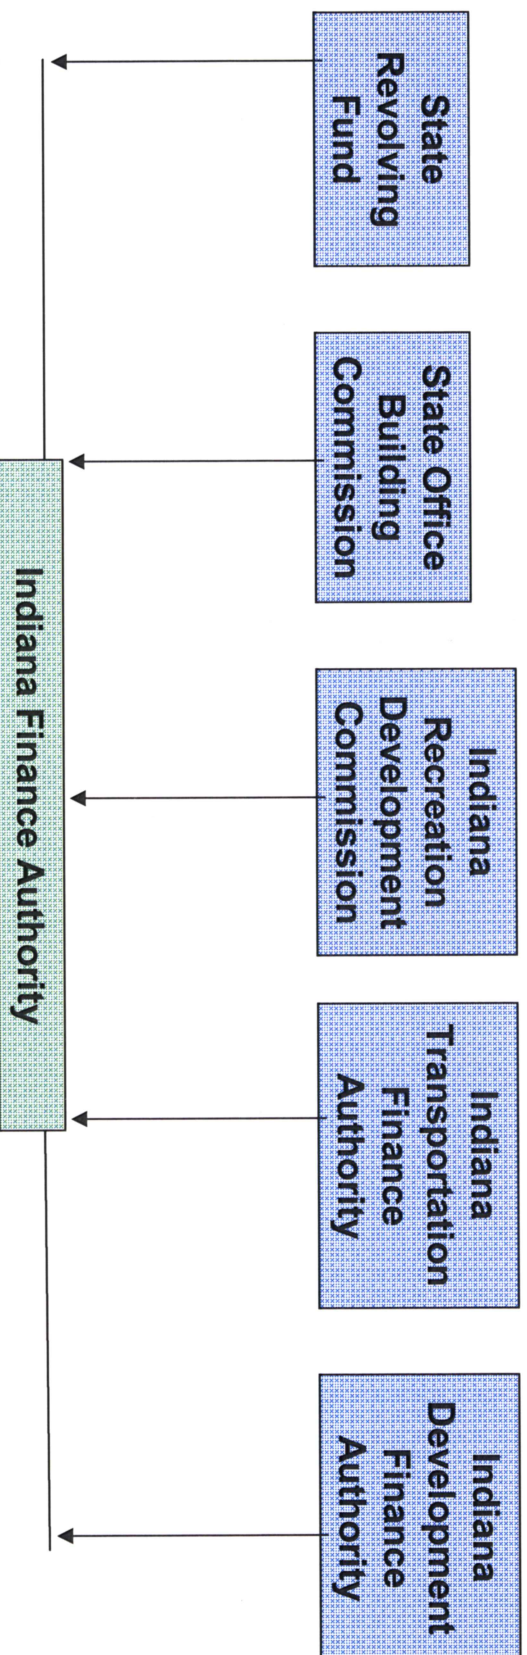 State
Revolving
Fund
State Office
Building
Commission
Indiana
Recreation
Development
Commission
Indiana
Transportation
Finance
Authority
Indiana
Development
Finance
Authority
Indiana Finance Authority